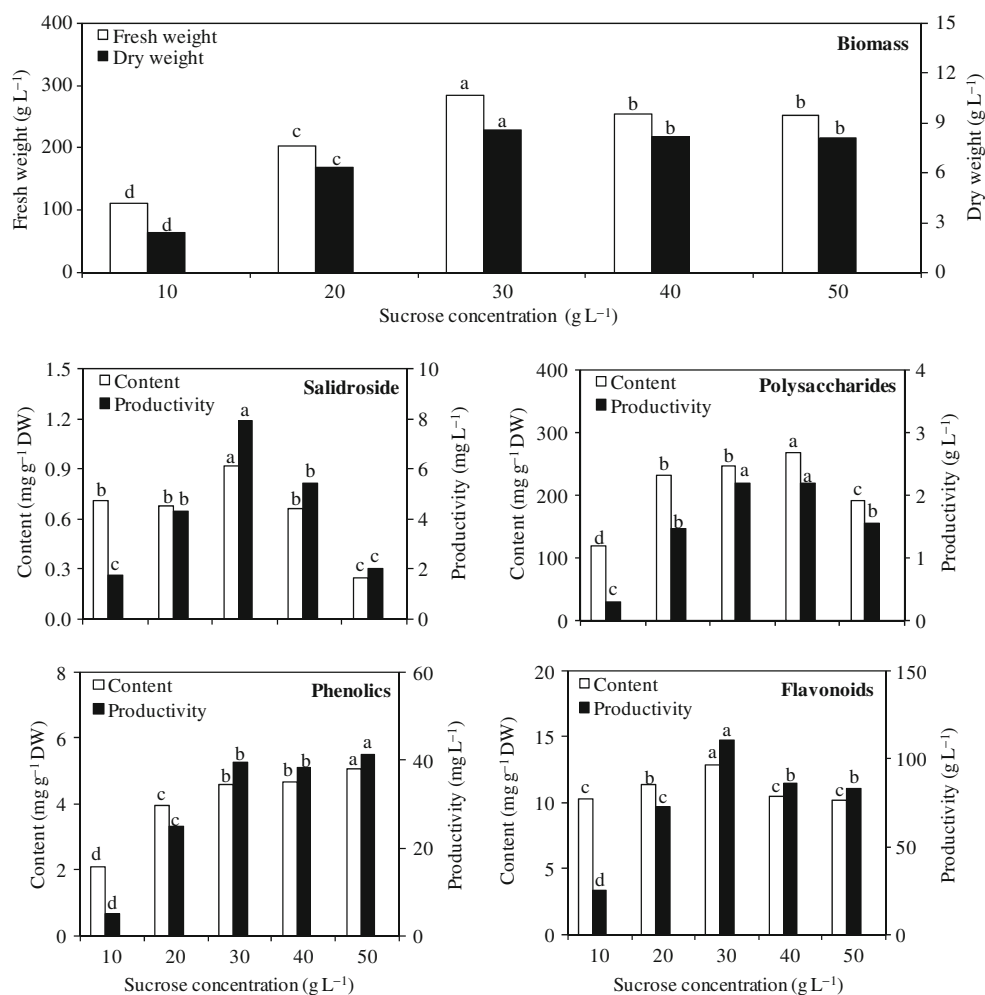 400
300
200
100
0
Fresh weight (g L−1)
Fresh weight
Dry weight
Biomass
d
d
c
c
a
a
b
b
b
b
15
12
9
6
3
0
Dry weight (g L−1)
10 20 30 40 50
Sucrose concentration (g L−1)
1.5
1.2
0.9
0.6
0.3
0.0
Content (mg g−1 DW)
Content
Productivity
Salidroside
b
c
b b
a
a
b
b
c c
10
8
6
4
2
0
Productivity (mg L−1)
400
300
200
100
0
Content (mg g−1 DW)
Content
Productivity
Polysaccharides
d
c
b
b
b
a
a
a
c
b
4
3
2
1
0
Productivity (g L−1)
8
6
4
2
0
Content (mg g−1 DW)
Content
Productivity
Phenolics
d
d
c
c
b
b
b
b
a
a
60
40
20
0
Productivity (mg L−1)
10 20 30 40 50
Sucrose concentration (g L−1)
20
15
10
5
0
Content (mg g−1 DW)
Content
Productivity
Flavonoids
c
d
b
c
a
a
c
b
c
b
150
100
50
0
Productivity (g L−1)
10 20 30 40 50
Sucrose concentration (g L−1)